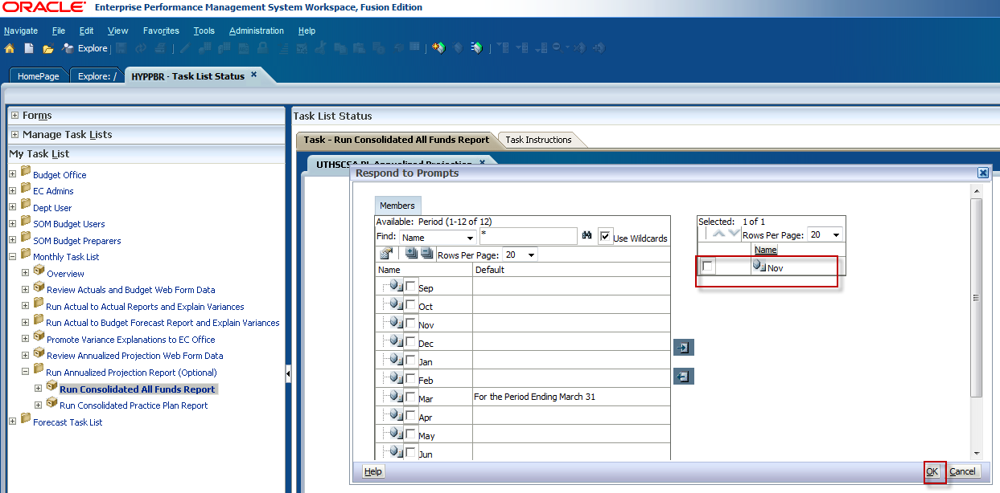 ORACLE® Enterprise Performance Management System Workspace, Fusion Edition
Navigate File Edit View Favorites Tools Administration Help
Explore
HomePage Explore: / HYPPBR - Task List Status
Forms
Manage Task Lists
My Task List
Budget Office
EC Admins
Dept User
SOM Budget Users
SOM Budget Preparers
Monthly Task List
Overview
Review Actuals and Budget Web Form Data
Run Actual to Actual Reports and Explain Variances
Run Actual to Budget Forecast Report and Explain Variances
Promote Variance Explanations to EC Office
Review Annualized Projection Web Form Data
Run Annualized Projection Report (Optional)
Run Consolidated All Funds Report
Run Consolidated Practice Plan Report
Forecast Task List
Task List Status
Task - Run Consolidated All Funds Report Task Instructions
UTHSCSA PL Annualized Projection
Respond to Prompts
Members
Available: Period (1-12 of 12)
Find: Name * Use Wildcards
Rows Per Page: 20
Name Default
Sep
Oct
Nov
Dec
Jan
Feb
Mar For the Period Ending March 31
Apr
May
Jun
Selected: 1 of 1
Rows Per Page: 20
Name
Nov
Help OK Cancel